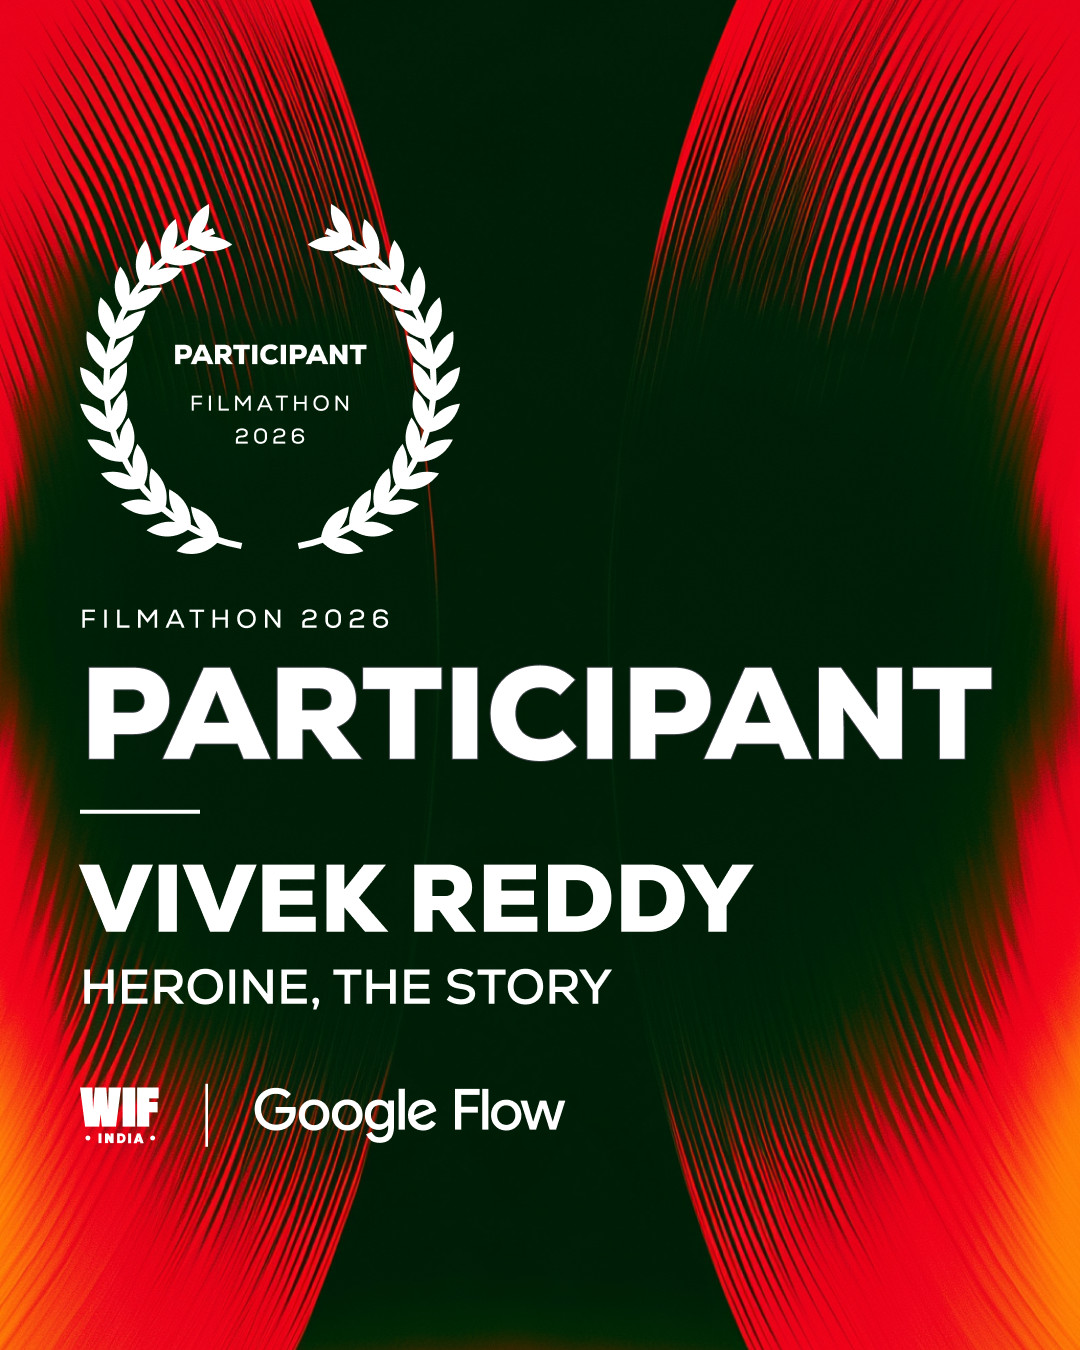 PARTICIPANT
FILMATHON
2026
FILMATHON 2026
PARTICIPANT
VIVEK REDDY
HEROINE, THE STORY
WIF
• INDIA •
Google Flow